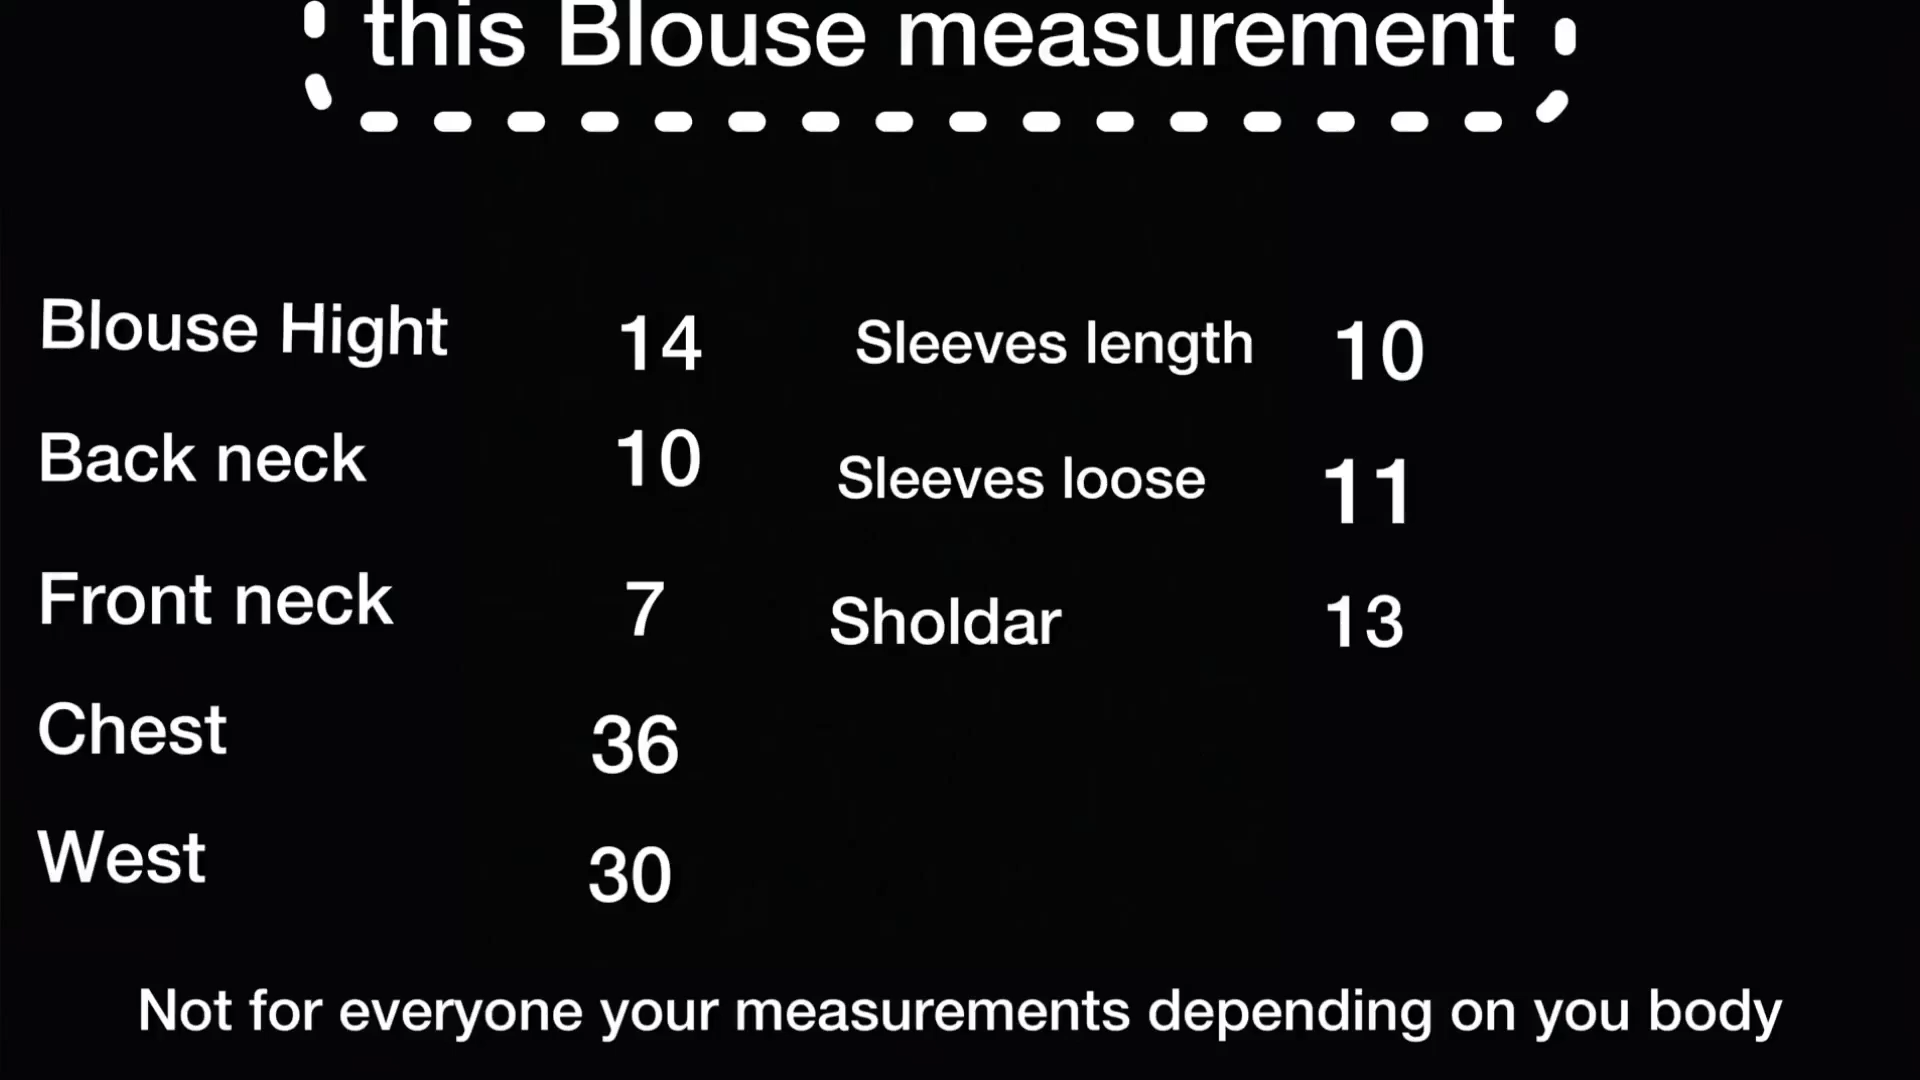 this Blouse measurement
Blouse Hight 14
Back neck 10
Front neck 7
Chest 36
West 30
Sleeves length 10
Sleeves loose 11
Sholdar 13
Not for everyone your measurements depending on you body